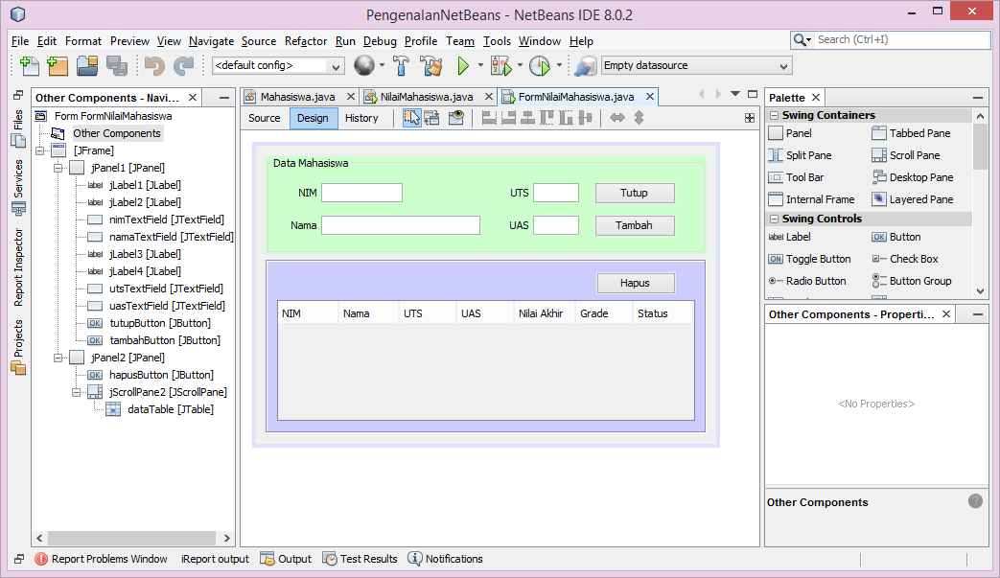 PengenalanNetBeans - NetBeans IDE 8.0.2
File Edit Format Preview View Navigate Source Refactor Run Debug Profile Team Tools Window Help
Search (Ctrl+I)
<default config>
Empty datasource
Files
Services
Report Inspector
Projects
Other Components - Navi...
Form FormNilaiMahasiswa
Other Components
[JFrame]
jPanel1 [JPanel]
label jLabel1 [JLabel]
label jLabel2 [JLabel]
nimTextField [JTextField]
namaTextField [JTextField]
label jLabel3 [JLabel]
label jLabel4 [JLabel]
utsTextField [JTextField]
uasTextField [JTextField]
OK tutupButton [JButton]
OK tambahButton [JButton]
jPanel2 [JPanel]
OK hapusButton [JButton]
jScrollPane2 [JScrollPane]
dataTable [JTable]
Mahasiswa.java NilaiMahasiswa.java FormNilaiMahasiswa.java
Source Design History
Data Mahasiswa
NIM UTS Tutup
Nama UAS Tambah
Hapus
NIM Nama UTS UAS Nilai Akhir Grade Status
Palette
Swing Containers
Panel Tabbed Pane
Split Pane Scroll Pane
Tool Bar Desktop Pane
Internal Frame Layered Pane
Swing Controls
label Label OK Button
ON Toggle Button Check Box
Radio Button Button Group
Other Components - Properti...
<No Properties>
Other Components
?
Report Problems Window iReport output Output Test Results Notifications